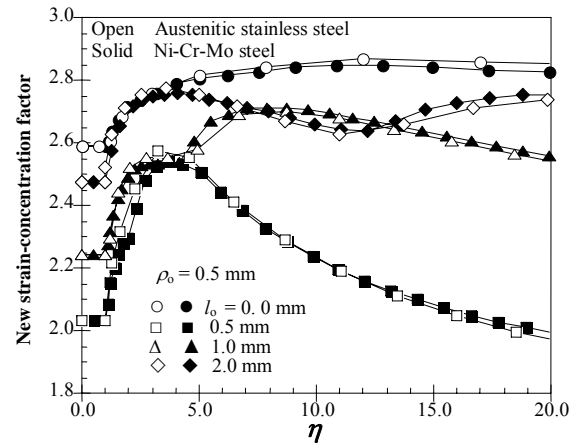 3.0
Open Austenitic stainless steel
Solid Ni-Cr-Mo steel
2.8
2.6
2.4
2.2
2.0
1.8
New strain-concentration factor
ρo = 0.5 mm
lo = 0.0 mm
0.5 mm
1.0 mm
2.0 mm
0.0 5.0 10.0 15.0 20.0
η